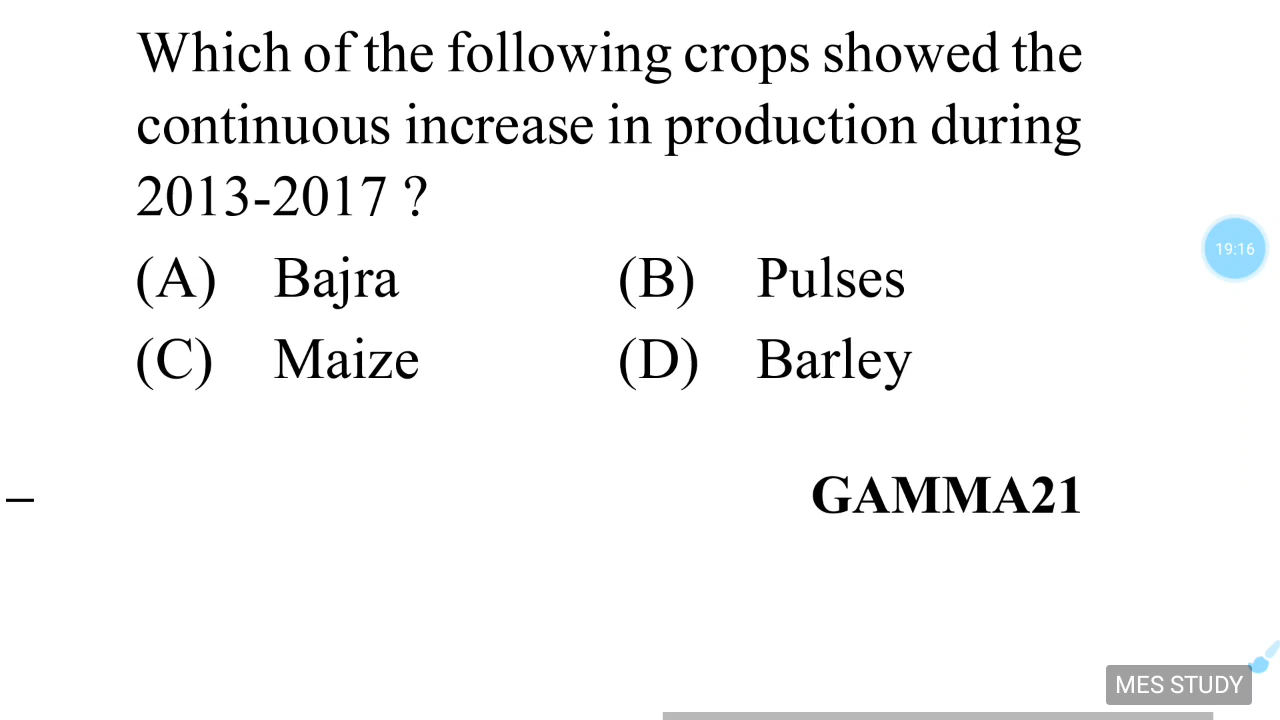 Which of the following crops showed the
continuous increase in production during
2013-2017 ?
(A) Bajra (B) Pulses
(C) Maize (D) Barley
19:16
– GAMMA21
MES STUDY